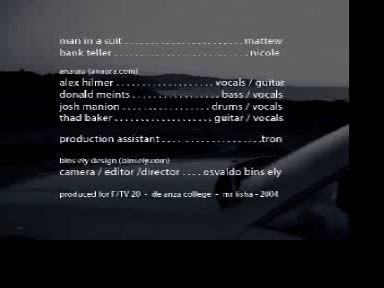 man in a suit . . . . . . . . . . . . . . . . . . . . . . . mattew
bank teller . . . . . . . . . . . . . . . . . . . . . . . . . . nicole
anaura (anaura.com)
alex hilmer . . . . . . . . . . . . . . . . . . . vocals / guitar
donald meints . . . . . . . . . . . . . . . . . bass / vocals
josh manion . . . . . . . . . . . . . . . . . drums / vocals
thad baker . . . . . . . . . . . . . . . . . . . guitar / vocals
production assistant . . . . . . . . . . . . . . . . . . . tron
bins ely design (binsely.com)
camera / editor /director . . . . osvaldo bins ely
produced for F/TV 20 - de anza college - mr lisha - 2004